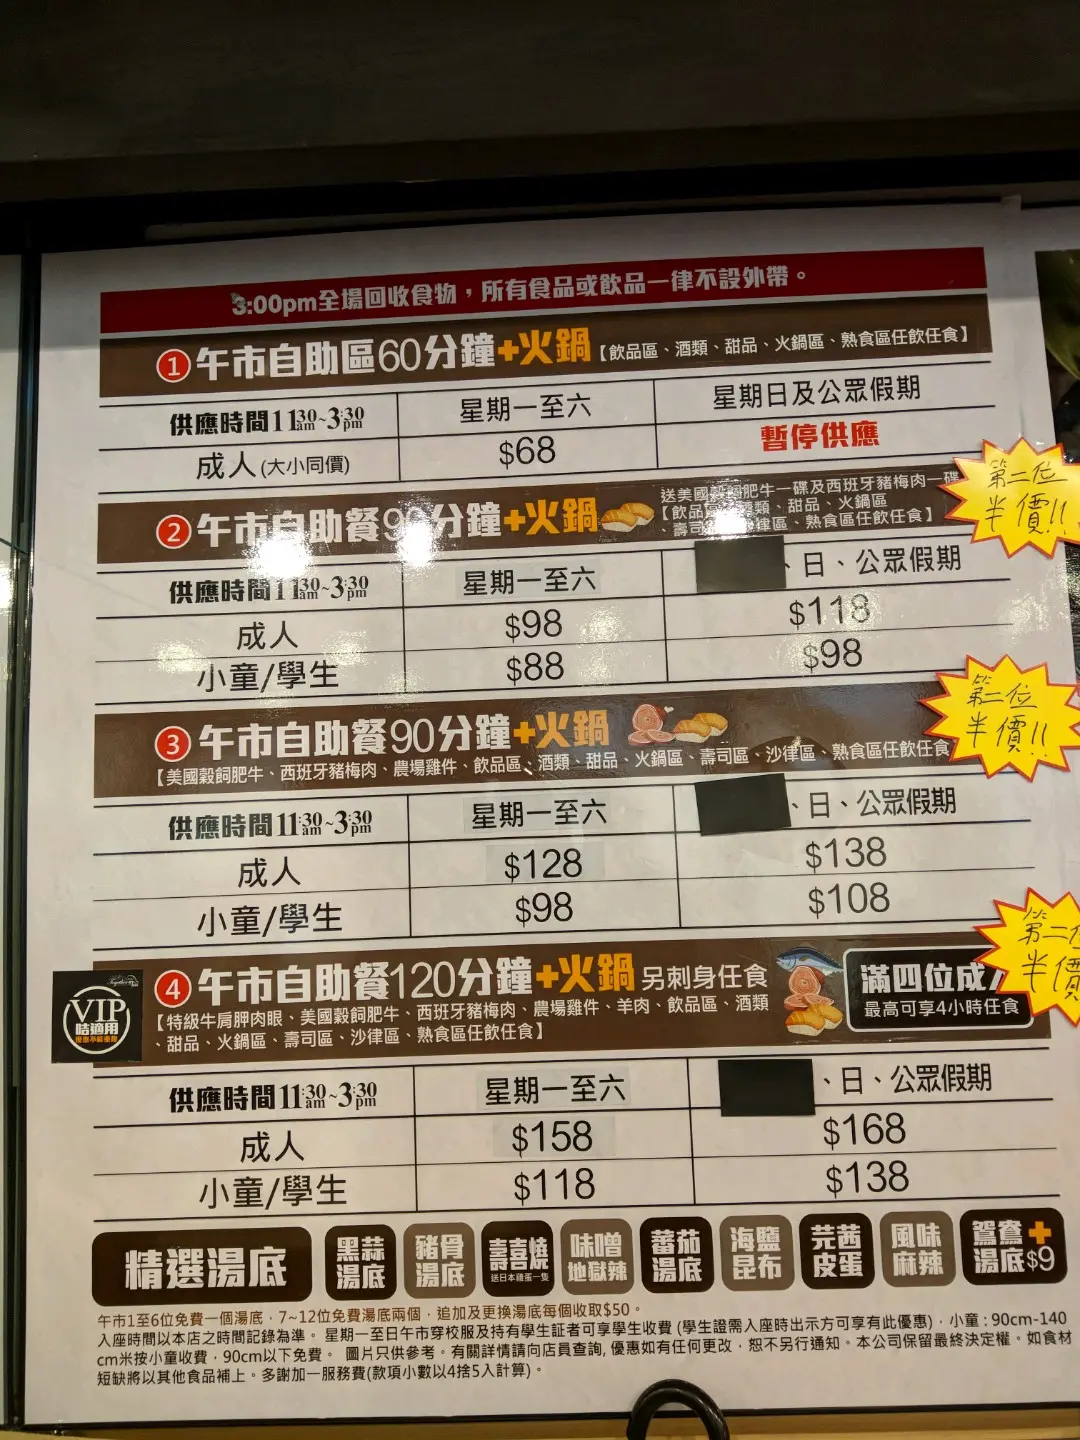 3:00pm全場回收食物，所有食品或飲品一律不設外帶。
① 午市自助區60分鐘+火鍋【飲品區、酒類、甜品、火鍋區、熟食區任飲任食】
供應時間11:30am~3:30pm 星期一至六 星期日及公眾假期
成人(大小同價) $68 暫停供應
② 午市自助餐90分鐘+火鍋
送美國穀飼肥牛一碟及西班牙豬梅肉一碟
【飲品區、酒類、甜品、火鍋區
、壽司區、沙律區、熟食區任飲任食】
第二位
半價!!
供應時間11:30am~3:30pm 星期一至六 、日、公眾假期
成人 $98 $118
小童/學生 $88 $98
③ 午市自助餐90分鐘+火鍋
【美國穀飼肥牛、西班牙豬梅肉、農場雞件、飲品區、酒類、甜品、火鍋區、壽司區、沙律區、熟食區任飲任食
第二位
半價!!
供應時間11:30am~3:30pm 星期一至六 、日、公眾假期
成人 $128 $138
小童/學生 $98 $108
VIP
咭適用
④ 午市自助餐120分鐘+火鍋 另刺身任食
【特級牛肩胛肉眼、美國穀飼肥牛、西班牙豬梅肉、農場雞件、羊肉、飲品區、酒類
、甜品、火鍋區、壽司區、沙律區、熟食區任飲任食】
滿四位成人
最高可享4小時任食
第二位
半價
供應時間11:30am~3:30pm 星期一至六 、日、公眾假期
成人 $158 $168
小童/學生 $118 $138
精選湯底
黑蒜
湯底
豬骨
湯底
壽喜燒
送日本雞蛋一隻
味噌
地獄辣
蕃茄
湯底
海鹽
昆布
芫茜
皮蛋
風味
麻辣
鴛鴦+
湯底$9
午市1至6位免費一個湯底，7~12位免費湯底兩個，追加及更換湯底每個收取$50。
入座時間以本店之時間記錄為準。 星期一至日午市穿校服及持有學生証者可享學生收費 (學生證需入座時出示方可享有此優惠)，小童 : 90cm-140
cm米按小童收費，90cm以下免費。 圖片只供參考。有關詳情請向店員查詢, 優惠如有任何更改，恕不另行通知。本公司保留最終決定權。如食材
短缺將以其他食品補上。多謝加一服務費(款項小數以4捨5入計算)。